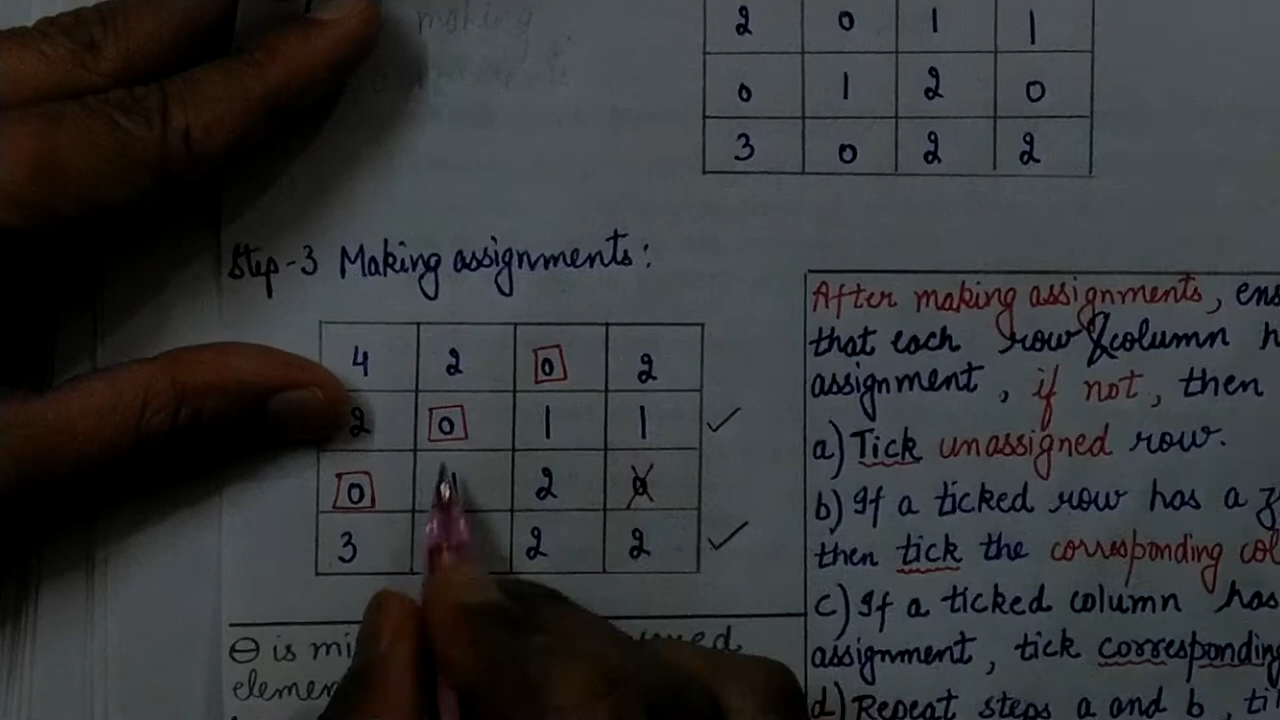 making
2 0 1 1
0 1 2 0
3 0 2 2
Step-3 Making assignments:
4 2 0 2
2 0 1 1 ✓
0 1 2 0
3 2 2 ✓
After making assignments, ens
that each row & column h
assignment, if not, then
a) Tick unassigned row.
b) If a ticked row has a z
then tick the corresponding col
c) If a ticked column has
assignment, tick corresponding
d) Repeat steps a and b, ti
θ is mi
elemen